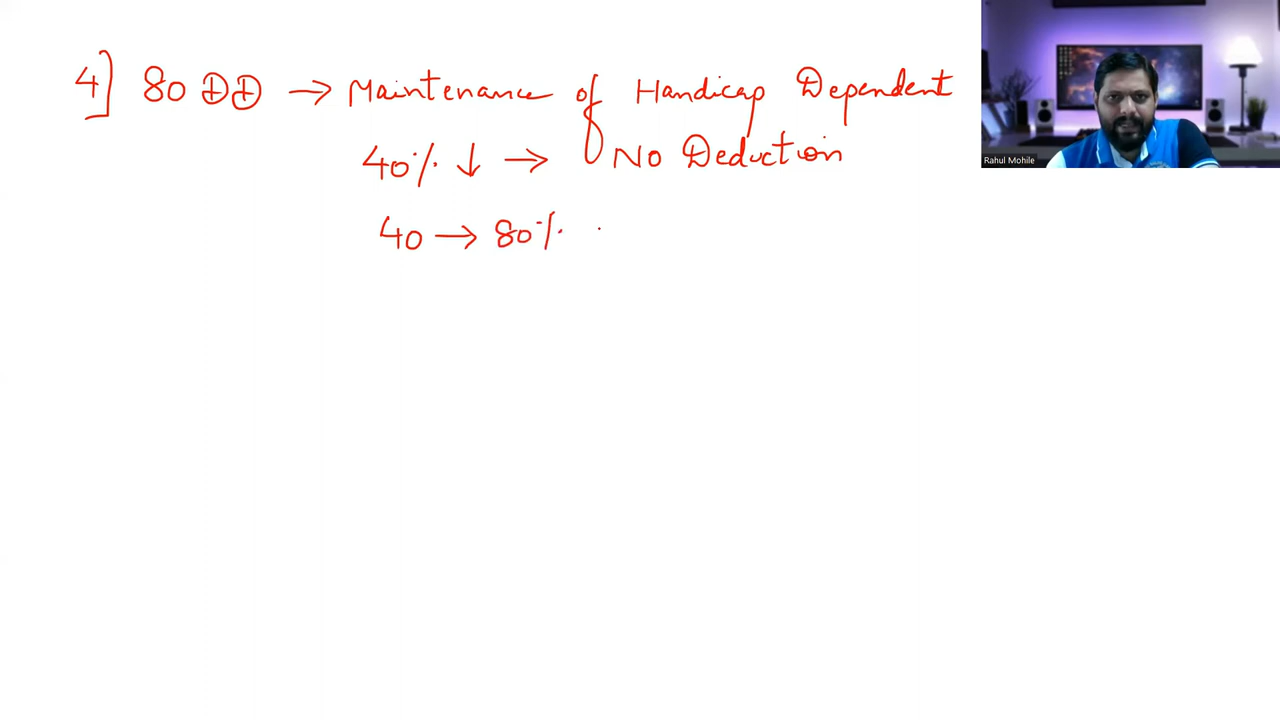 4] 80 DD → Maintenance of Handicap Dependent
40% ↓ → No Deduction
40 → 80%
Rahul Mohile